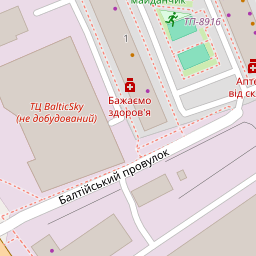 майданчик
ТП-8916
1
Бажаємо
здоров'я
ТЦ BalticSky
(не добудований)
Апте
від ск
Балтійський провулок